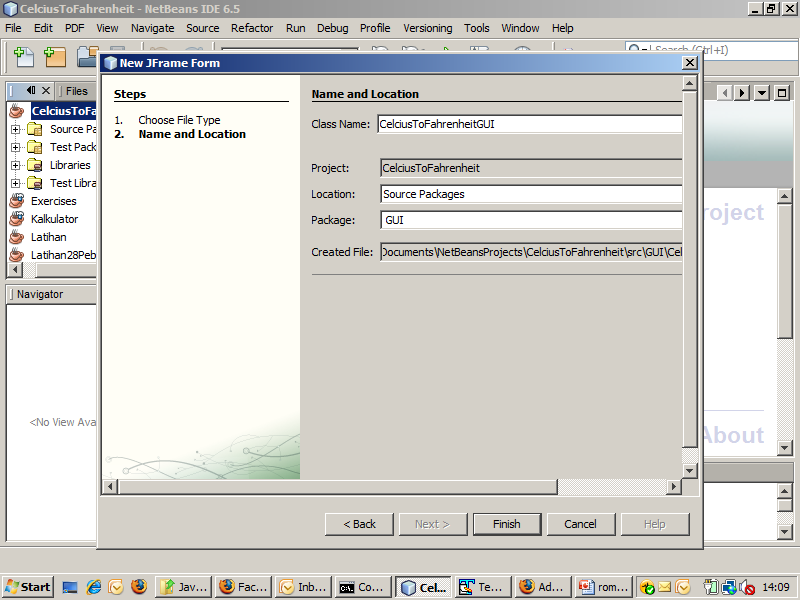 CelciusToFahrenheit - NetBeans IDE 6.5
File Edit PDF View Navigate Source Refactor Run Debug Profile Versioning Tools Window Help
Search (Ctrl+I)
New JFrame Form
Files
CelciusToFa
Source Pa
Test Pack
Libraries
Test Libra
Exercises
Kalkulator
Latihan
Latihan28Peb
Navigator
<No View Ava
Steps
1. Choose File Type
2. Name and Location
Name and Location
Class Name: CelciusToFahrenheitGUI
Project: CelciusToFahrenheit
Location: Source Packages
Package: GUI
Created File: Documents\NetBeansProjects\CelciusToFahrenheit\src\GUI\Cel
roject
About
< Back Next > Finish Cancel Help
Start Java... Fac... Inb... Co... Cel... Te... Ado... rom... 14:09